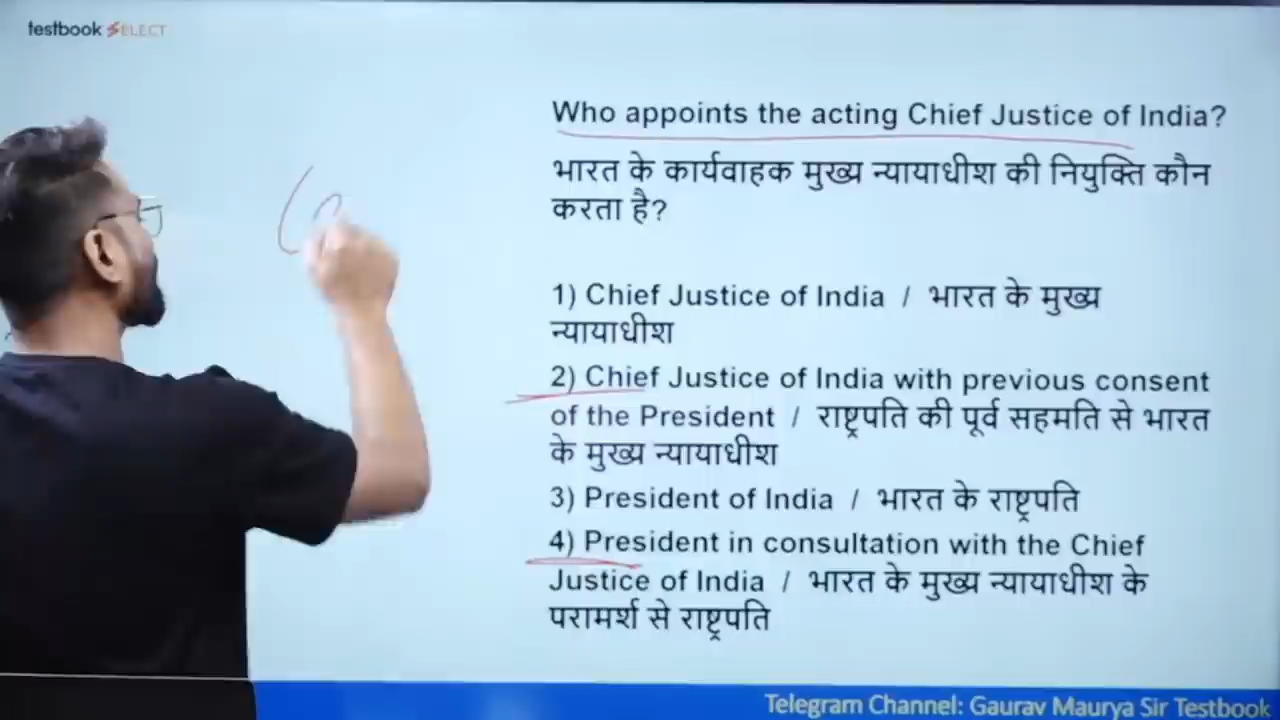 testbook SELECT
Who appoints the acting Chief Justice of India?
भारत के कार्यवाहक मुख्य न्यायाधीश की नियुक्ति कौन
करता है?
1) Chief Justice of India / भारत के मुख्य
न्यायाधीश
2) Chief Justice of India with previous consent
of the President / राष्ट्रपति की पूर्व सहमति से भारत
के मुख्य न्यायाधीश
3) President of India / भारत के राष्ट्रपति
4) President in consultation with the Chief
Justice of India / भारत के मुख्य न्यायाधीश के
परामर्श से राष्ट्रपति
Telegram Channel: Gaurav Maurya Sir Testbook